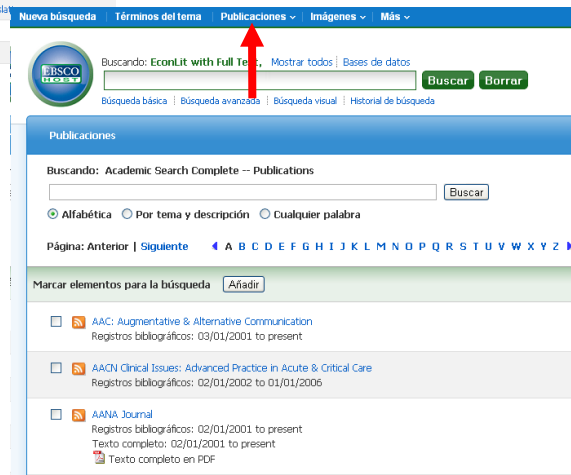 Nueva búsqueda | Términos del tema | Publicaciones | Imágenes | Más
EBSCO
HOST
Buscando: EconLit with Full Text, Mostrar todos | Bases de datos
Buscar Borrar
Búsqueda básica | Búsqueda avanzada | Búsqueda visual | Historial de búsqueda
Publicaciones
Buscando: Academic Search Complete -- Publications
Buscar
Alfabética Por tema y descripción Cualquier palabra
Página: Anterior | Siguiente A B C D E F G H I J K L M N O P Q R S T U V W X Y Z
Marcar elementos para la búsqueda Añadir
AAC: Augmentative & Alternative Communication
Registros bibliográficos: 03/01/2001 to present
AACN Clinical Issues: Advanced Practice in Acute & Critical Care
Registros bibliográficos: 02/01/2002 to 01/01/2006
AANA Journal
Registros bibliográficos: 02/01/2001 to present
Texto completo: 02/01/2001 to present
Texto completo en PDF